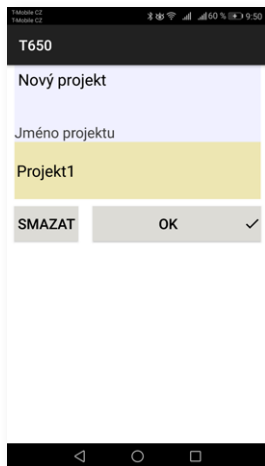 T-Mobile CZ
T-Mobile CZ
60 % 9:50
T650
Nový projekt
Jméno projektu
Projekt1
SMAZAT OK